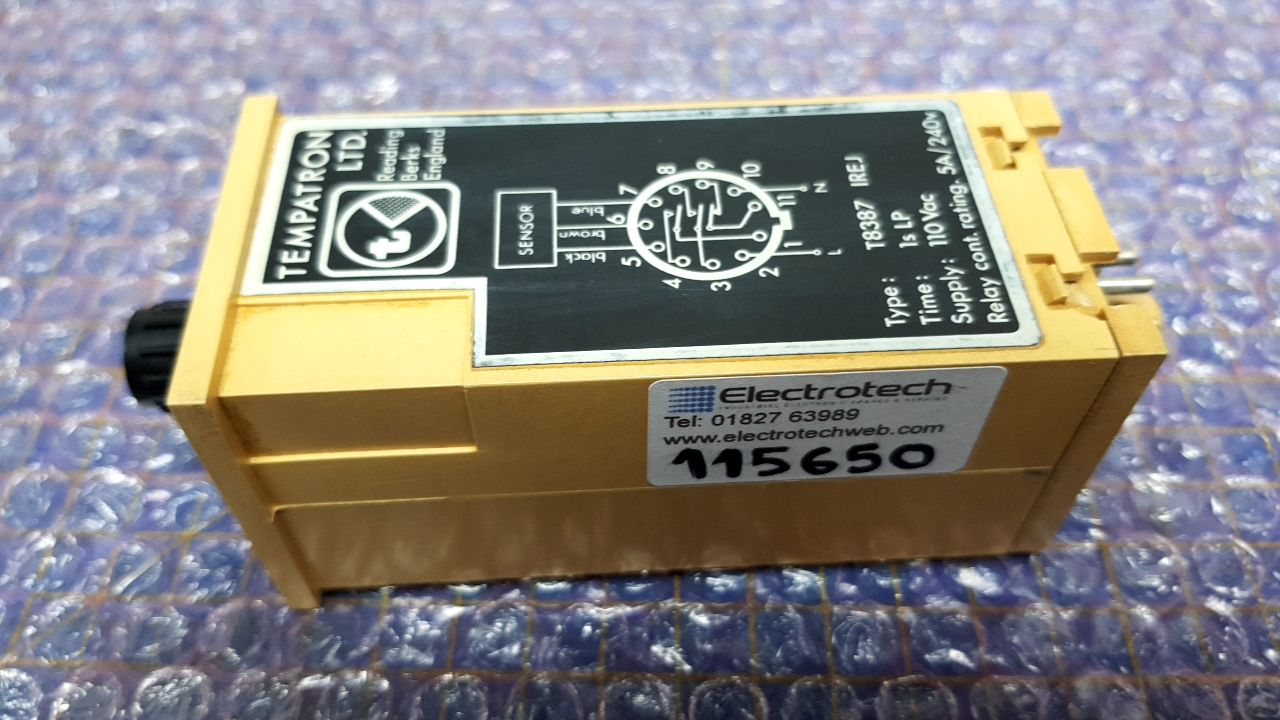 TEMPATRON
LTD.
Reading
Berks
England
t
SENSOR
blue
brown
black
7
6
5
8
9
10
11
4
3
2
1
N
L
Type: T8387 IREJ
Time: 1s LP
Supply: 110 Vac
Relay cont. rating. 5A/240v
Electrotech
Tel: 01827 63989
www.electrotechweb.com
115650